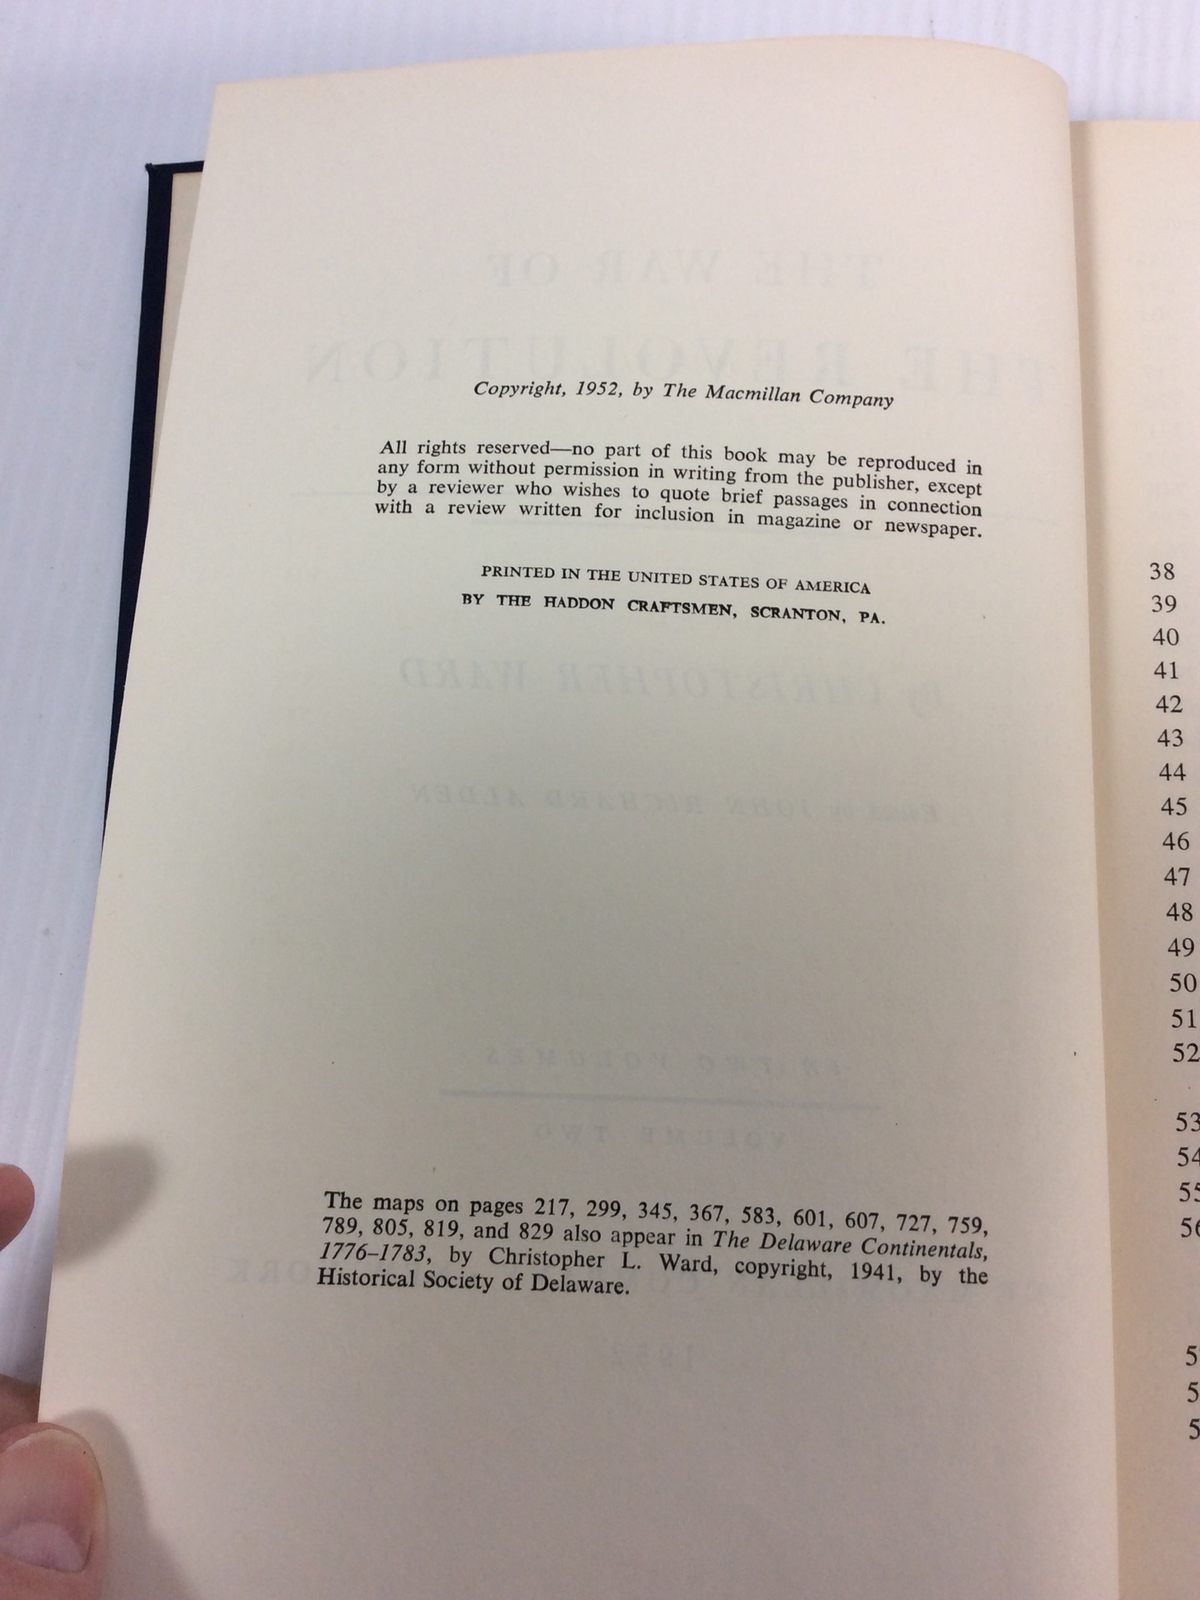 Copyright, 1952, by The Macmillan Company
All rights reserved—no part of this book may be reproduced in
any form without permission in writing from the publisher, except
by a reviewer who wishes to quote brief passages in connection
with a review written for inclusion in magazine or newspaper.
PRINTED IN THE UNITED STATES OF AMERICA
BY THE HADDON CRAFTSMEN, SCRANTON, PA.
The maps on pages 217, 299, 345, 367, 583, 601, 607, 727, 759,
789, 805, 819, and 829 also appear in The Delaware Continentals,
1776–1783, by Christopher L. Ward, copyright, 1941, by the
Historical Society of Delaware.
38
39
40
41
42
43
44
45
46
47
48
49
50
51
52
53
54